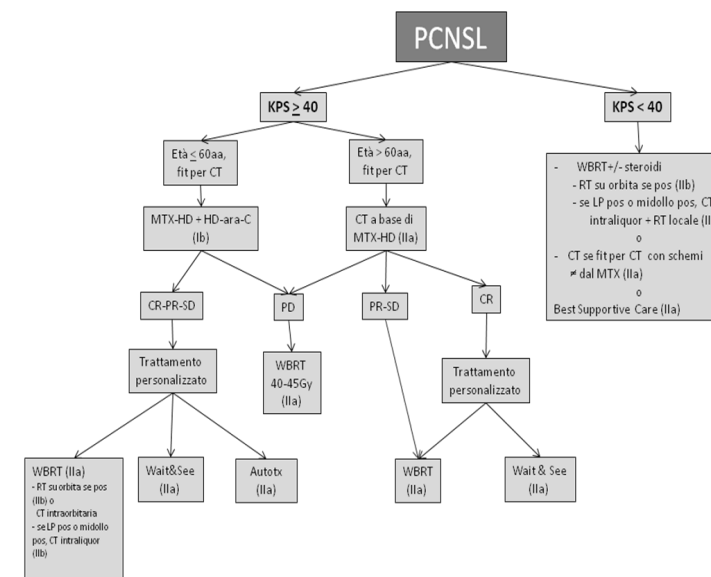 PCNSL
KPS ≥ 40
KPS < 40
Età ≤ 60aa,
fit per CT
Età > 60aa,
fit per CT
- WBRT+/- steroidi
- RT su orbita se pos (IIb)
- se LP pos o midollo pos, CT
intraliquor + RT locale (II
o
- CT se fit per CT con schemi
≠ dal MTX (IIa)
o
Best Supportive Care (IIa)
MTX-HD + HD-ara-C
(Ib)
CT a base di
MTX-HD (IIa)
CR-PR-SD
PD
PR-SD
CR
Trattamento
personalizzato
WBRT
40-45Gy
(IIa)
Trattamento
personalizzato
WBRT (IIa)
- RT su orbita se pos
(IIb) o
CT intraorbitaria
- se LP pos o midollo
pos, CT intraliquor
(IIb)
Wait&See
(IIa)
Autotx
(IIa)
WBRT
(IIa)
Wait & See
(IIa)